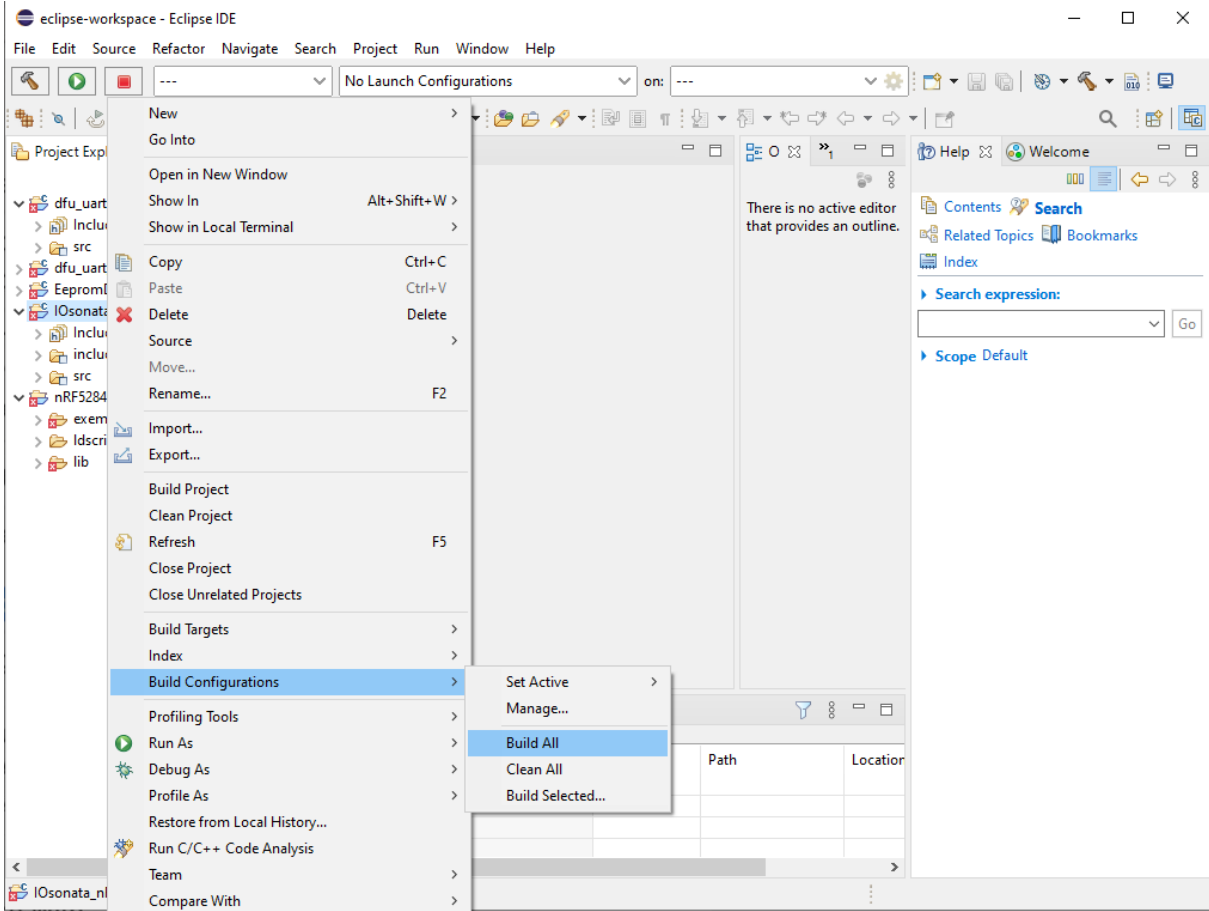 eclipse-workspace - Eclipse IDE
File Edit Source Refactor Navigate Search Project Run Window Help
--- No Launch Configurations on: ---
Project Expl
O »1 Help Welcome
There is no active editor
that provides an outline.
Contents Search
Related Topics Bookmarks
Index
Search expression:
Go
Scope Default
dfu_uart
Includ
src
dfu_uart
EepromD
IOsonata
Includ
includ
src
nRF5284
exem
ldscri
lib
New
Go Into
Open in New Window
Show In Alt+Shift+W
Show in Local Terminal
Copy Ctrl+C
Paste Ctrl+V
Delete Delete
Source
Move...
Rename... F2
Import...
Export...
Build Project
Clean Project
Refresh F5
Close Project
Close Unrelated Projects
Build Targets
Index
Build Configurations
Profiling Tools
Run As
Debug As
Profile As
Restore from Local History...
Run C/C++ Code Analysis
Team
Compare With
Set Active
Manage...
Build All
Clean All
Build Selected...
Path Location
IOsonata_n